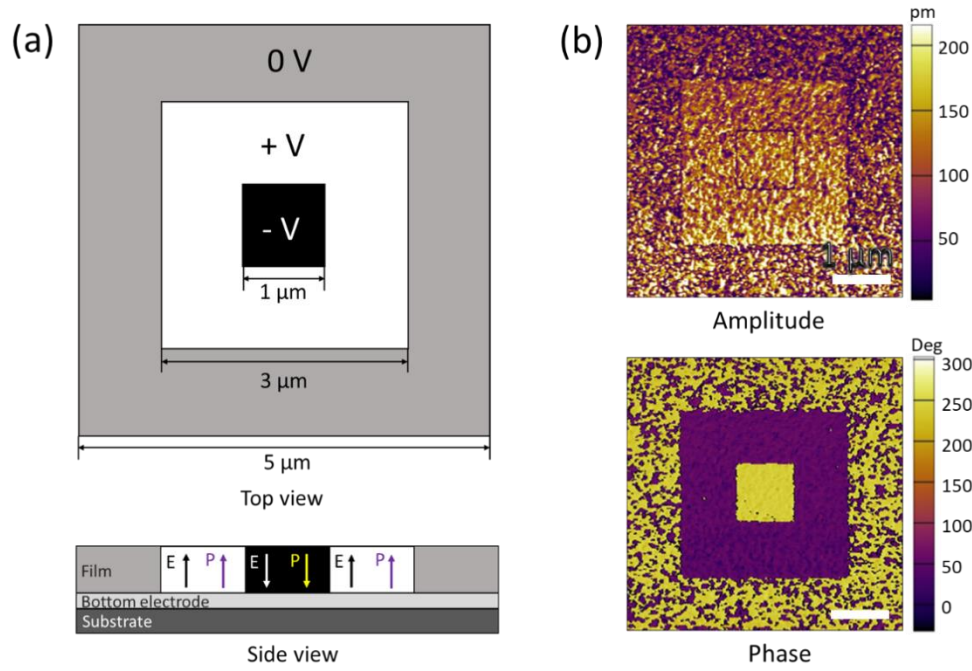 (a)
0 V
+ V
- V
1 μm
3 μm
5 μm
Top view
E P E P E P
Film
Bottom electrode
Substrate
Side view
(b)
pm
200
150
100
50
1 μm
Amplitude
Deg
300
250
200
150
100
50
0
Phase